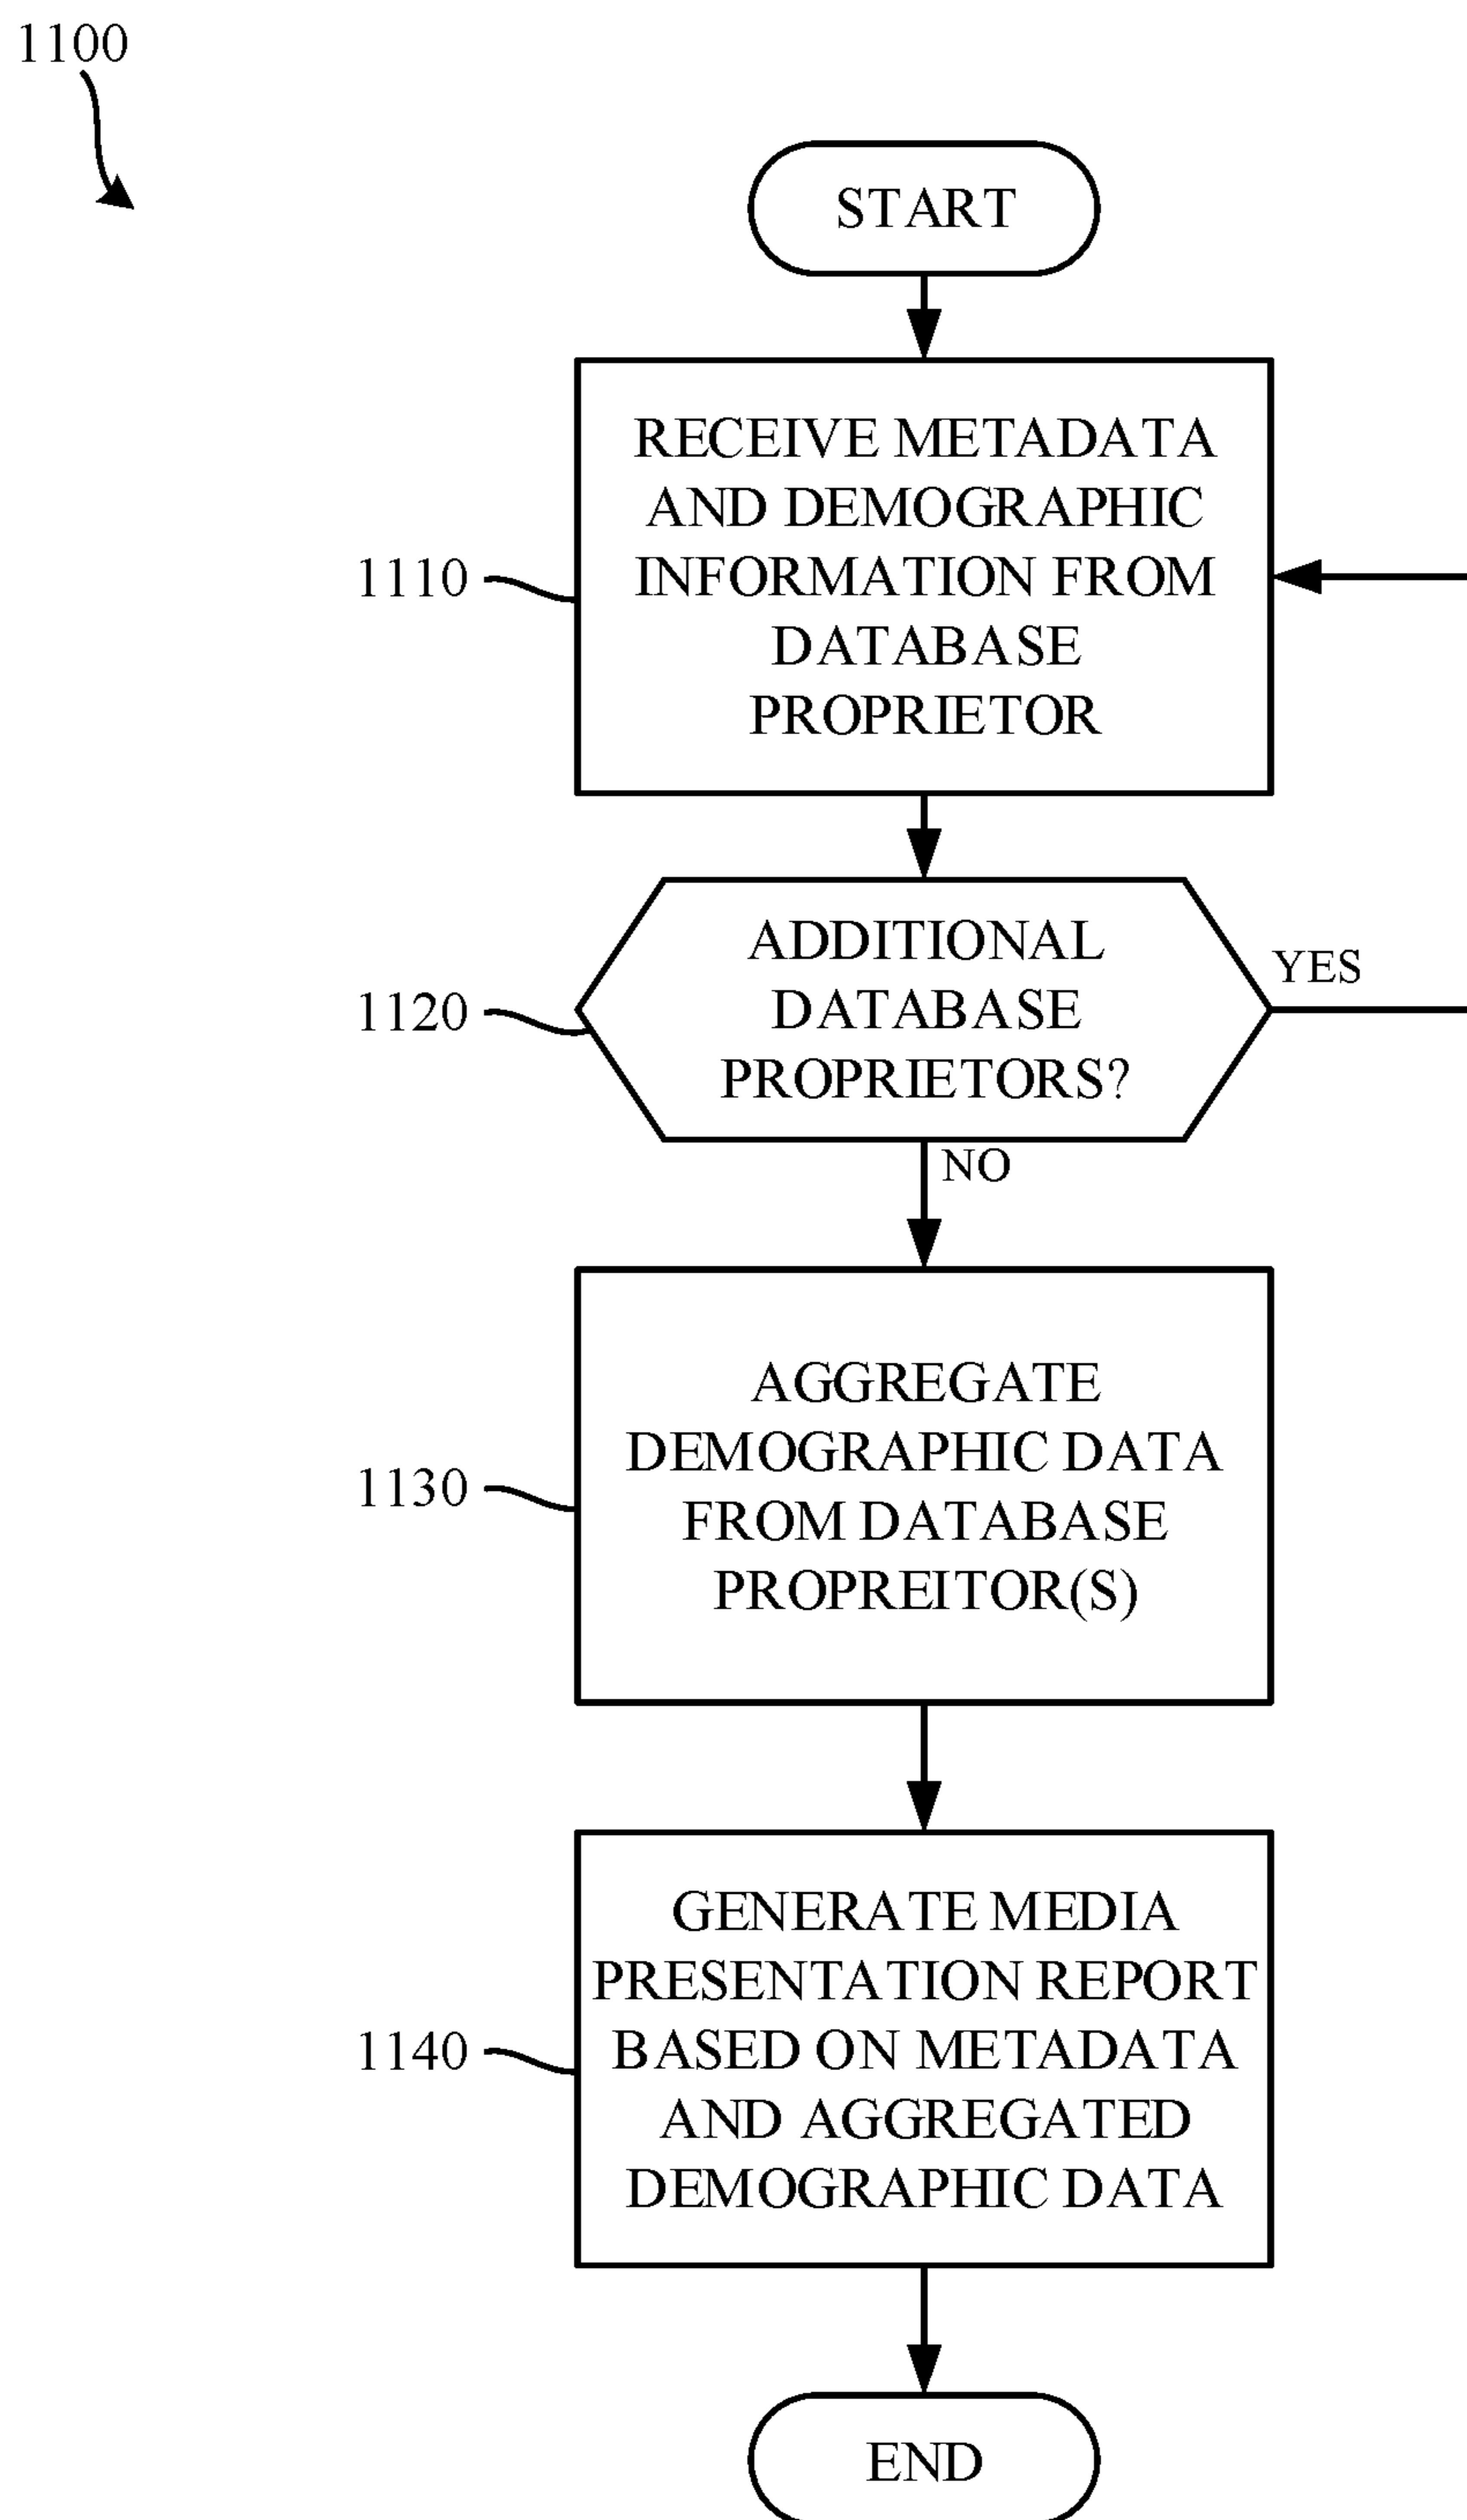 1100
START
RECEIVE METADATA
AND DEMOGRAPHIC
INFORMATION FROM
DATABASE
PROPRIETOR
1110
ADDITIONAL
DATABASE
PROPRIETORS?
1120
YES
NO
AGGREGATE
DEMOGRAPHIC DATA
FROM DATABASE
PROPREITOR(S)
1130
GENERATE MEDIA
PRESENTATION REPORT
BASED ON METADATA
AND AGGREGATED
DEMOGRAPHIC DATA
1140
END